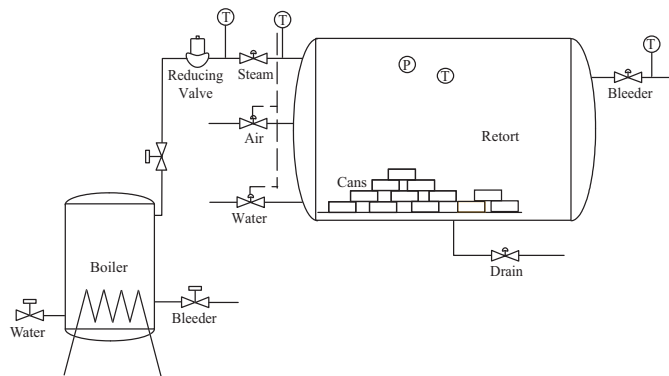 T
T
T
Reducing
Valve
Steam
P
T
Bleeder
Air
Retort
Cans
Water
Boiler
Drain
Water
Bleeder